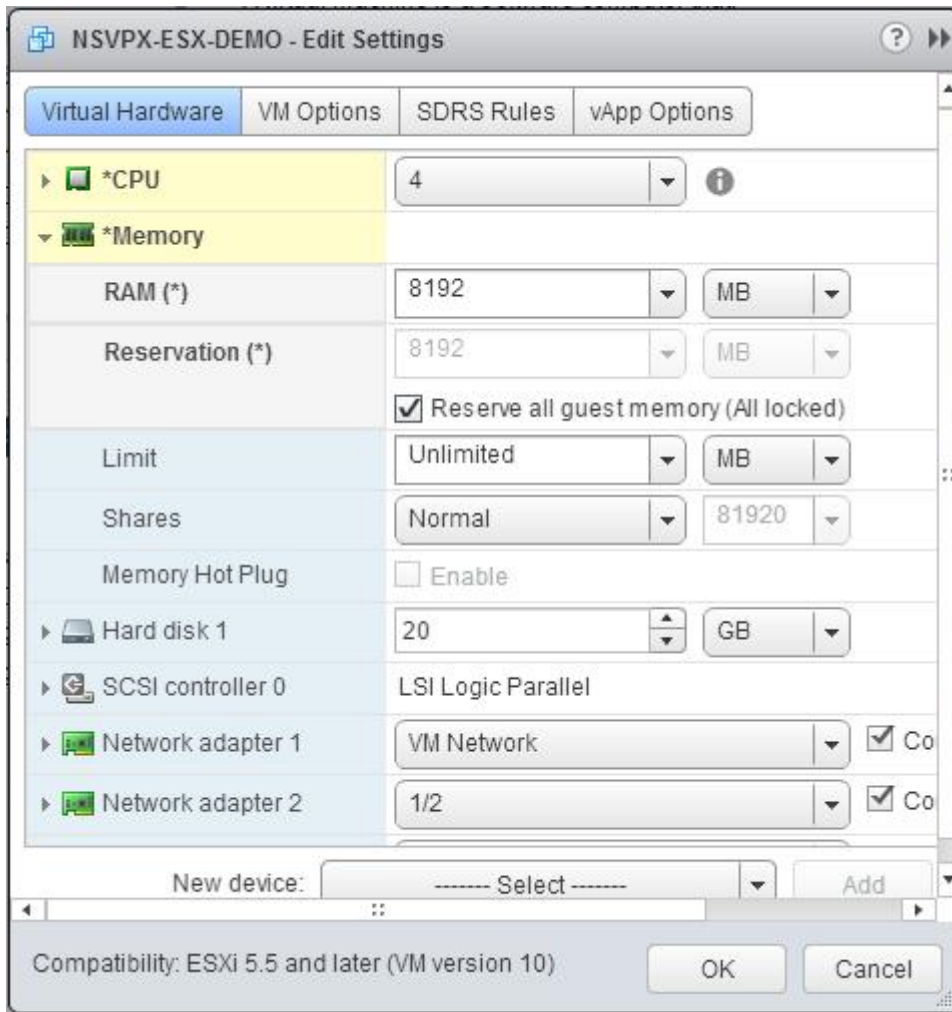 NSVPX-ESX-DEMO - Edit Settings ?
Virtual Hardware VM Options SDRS Rules vApp Options
*CPU 4
*Memory
RAM (*) 8192 MB
Reservation (*) 8192 MB
Reserve all guest memory (All locked)
Limit Unlimited MB
Shares Normal 81920
Memory Hot Plug Enable
Hard disk 1 20 GB
SCSI controller 0 LSI Logic Parallel
Network adapter 1 VM Network Co
Network adapter 2 1/2 Co
New device: ------- Select ------- Add
Compatibility: ESXi 5.5 and later (VM version 10) OK Cancel